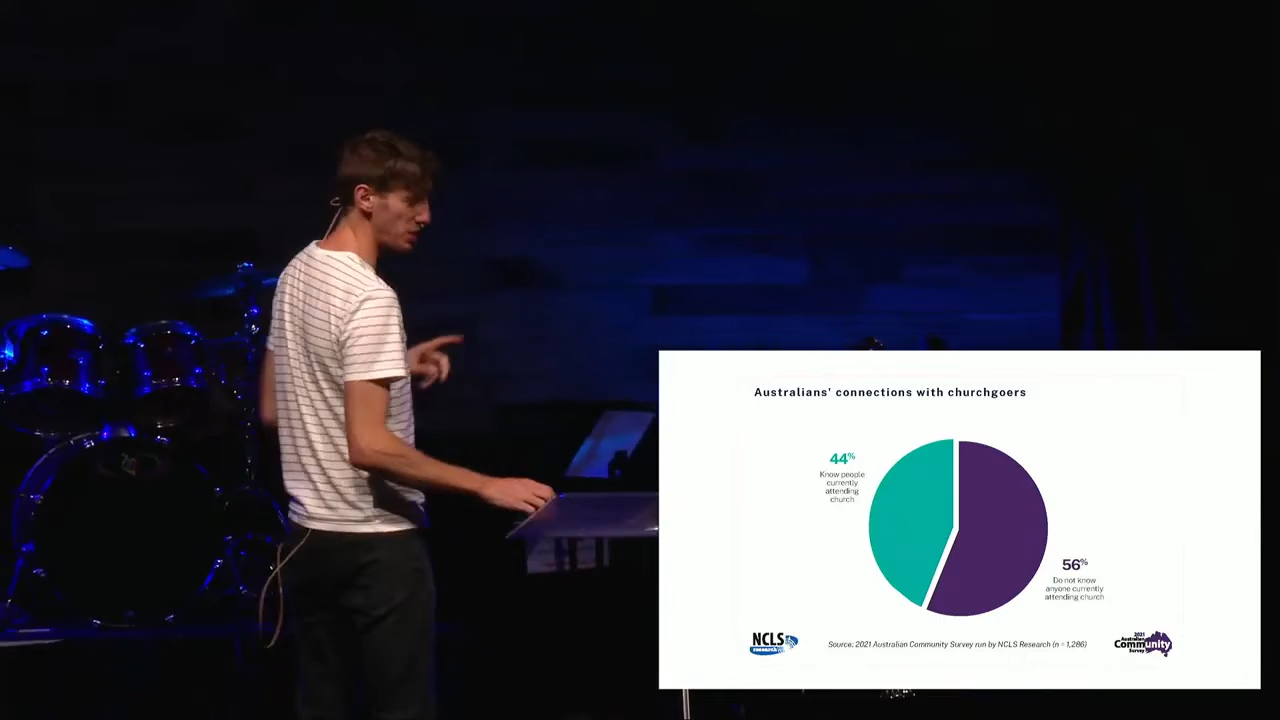 Australians' connections with churchgoers
44%
Know people
currently
attending
church
56%
Do not know
anyone currently
attending church
NCLS
research
Source: 2021 Australian Community Survey run by NCLS Research (n = 1,286)
2021
Australian
Community
Survey